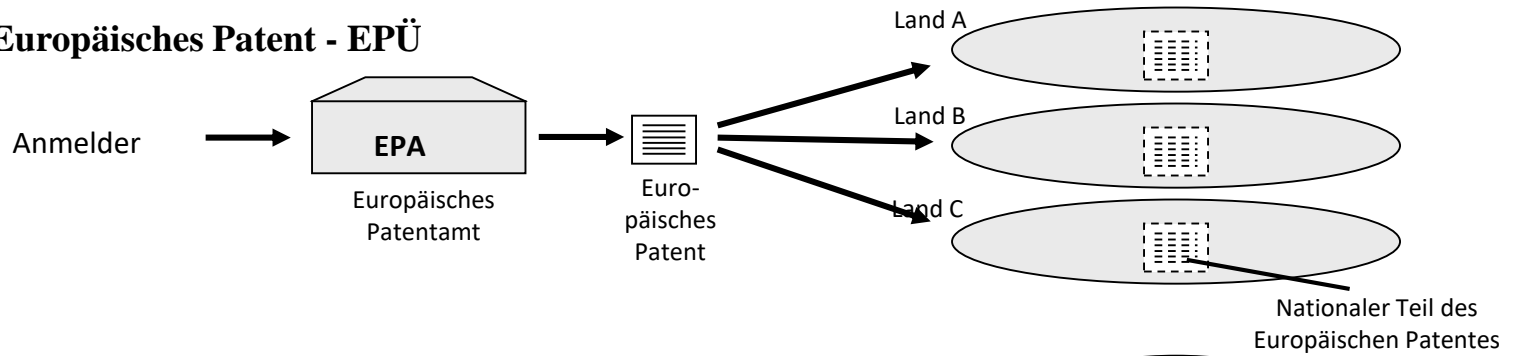 Europäisches Patent - EPÜ
Land A
Anmelder
EPA
Europäisches
Patentamt
Euro-
päisches
Patent
Land B
Land C
Nationaler Teil des
Europäischen Patentes